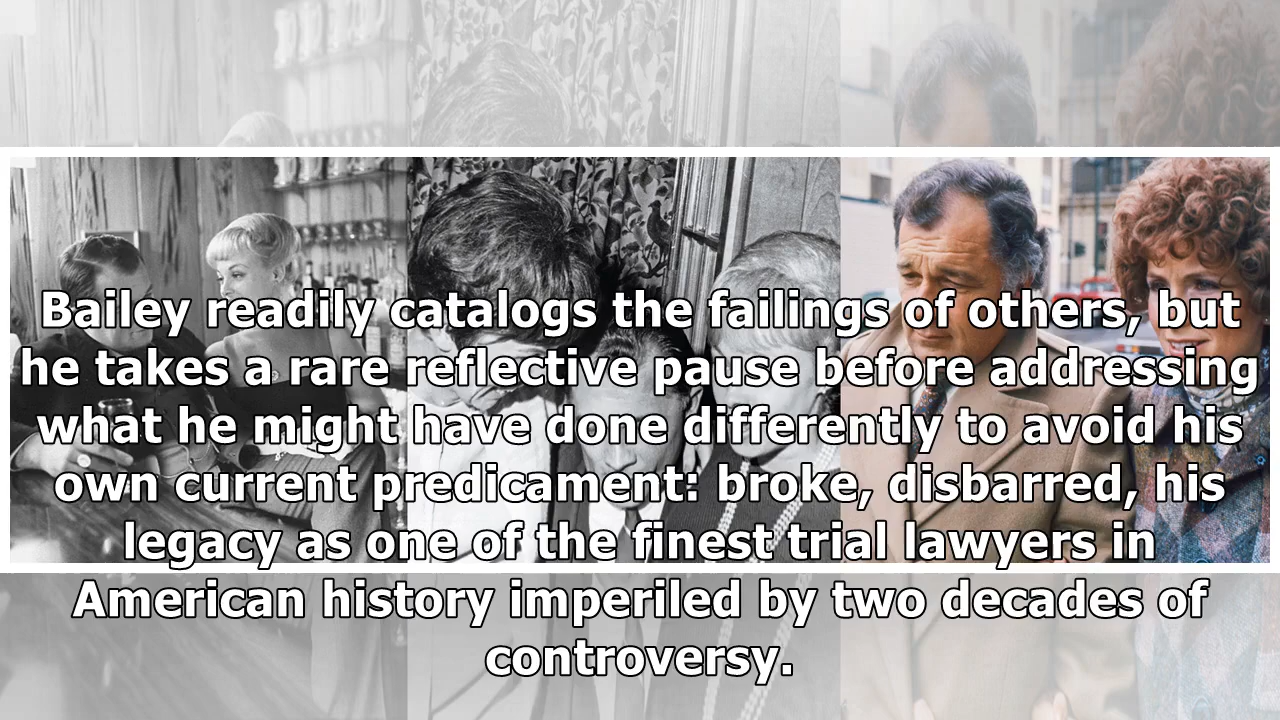 Bailey readily catalogs the failings of others, but
he takes a rare reflective pause before addressing
what he might have done differently to avoid his
own current predicament: broke, disbarred, his
legacy as one of the finest trial lawyers in
American history imperiled by two decades of
controversy.